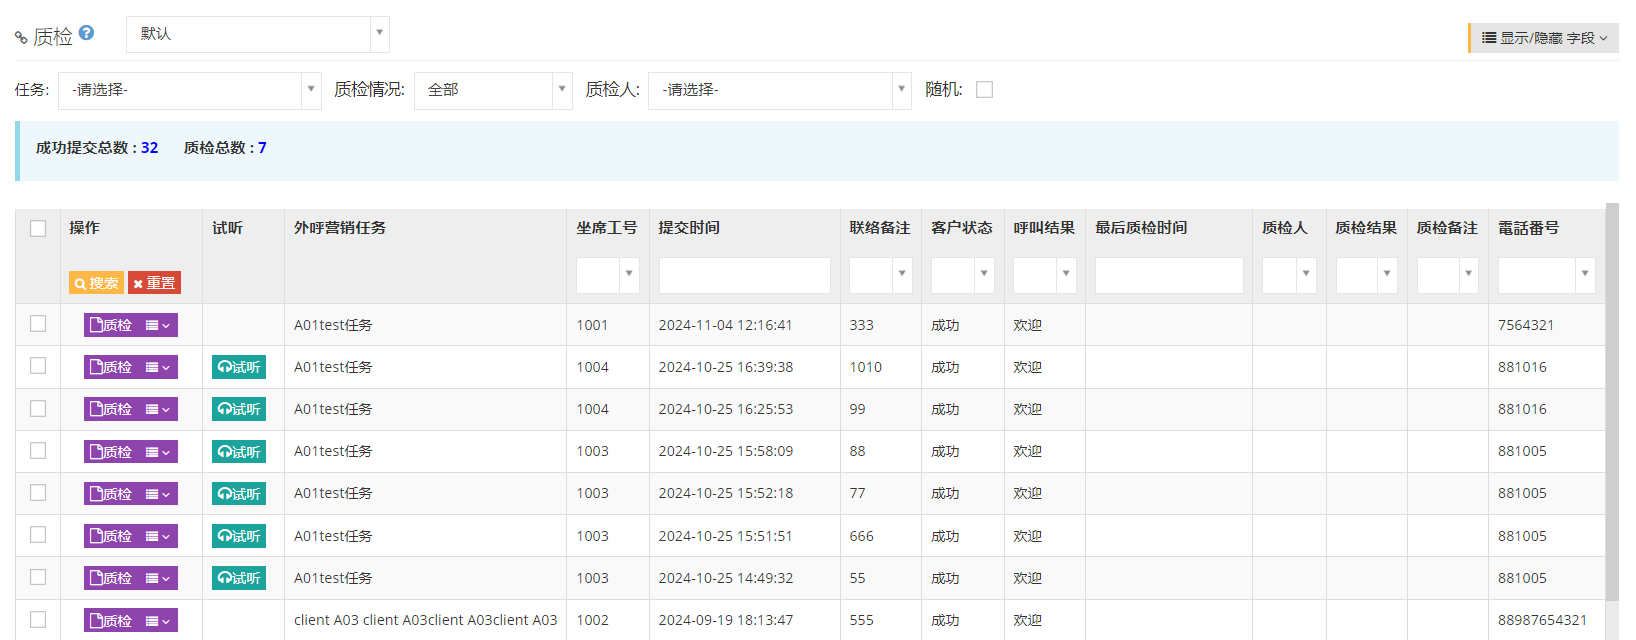 质检 ? 默认 显示/隐藏 字段
任务: -请选择- 质检情况: 全部 质检人: -请选择- 随机:
成功提交总数 : 32 质检总数 : 7
操作 试听 外呼营销任务 坐席工号 提交时间 联络备注 客户状态 呼叫结果 最后质检时间 质检人 质检结果 质检备注 電話番号
搜索 重置
质检 A01test任务 1001 2024-11-04 12:16:41 333 成功 欢迎 7564321
质检 试听 A01test任务 1004 2024-10-25 16:39:38 1010 成功 欢迎 881016
质检 试听 A01test任务 1004 2024-10-25 16:25:53 99 成功 欢迎 881016
质检 试听 A01test任务 1003 2024-10-25 15:58:09 88 成功 欢迎 881005
质检 试听 A01test任务 1003 2024-10-25 15:52:18 77 成功 欢迎 881005
质检 试听 A01test任务 1003 2024-10-25 15:51:51 666 成功 欢迎 881005
质检 试听 A01test任务 1003 2024-10-25 14:49:32 55 成功 欢迎 881005
质检 client A03 client A03client A03client A03 1002 2024-09-19 18:13:47 555 成功 欢迎 88987654321